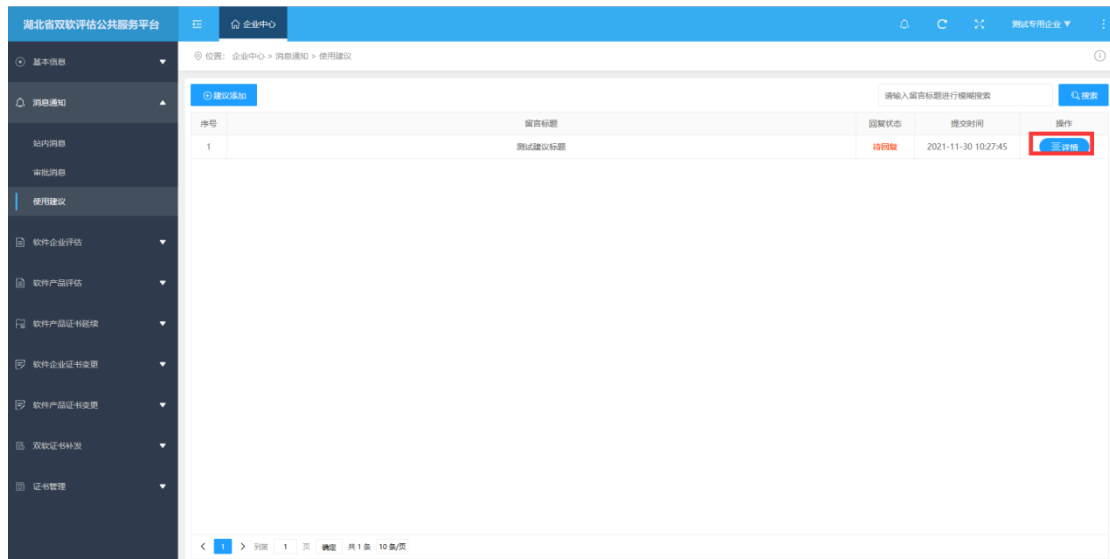 湖北省双软评估公共服务平台
企业中心
测试专用企业
基本信息
位置： 企业中心 > 消息通知 > 使用建议
消息通知
建议添加
请输入留言标题进行模糊搜索
搜索
序号 留言标题 回复状态 提交时间 操作
站内消息
1 测试建议标题 待回复 2021-11-30 10:27:45 详情
审批消息
使用建议
软件企业评估
软件产品评估
软件产品证书延续
软件企业证书变更
软件产品证书变更
双软证书补发
证书管理
1 到第 1 页 确定 共 1 条 10 条/页